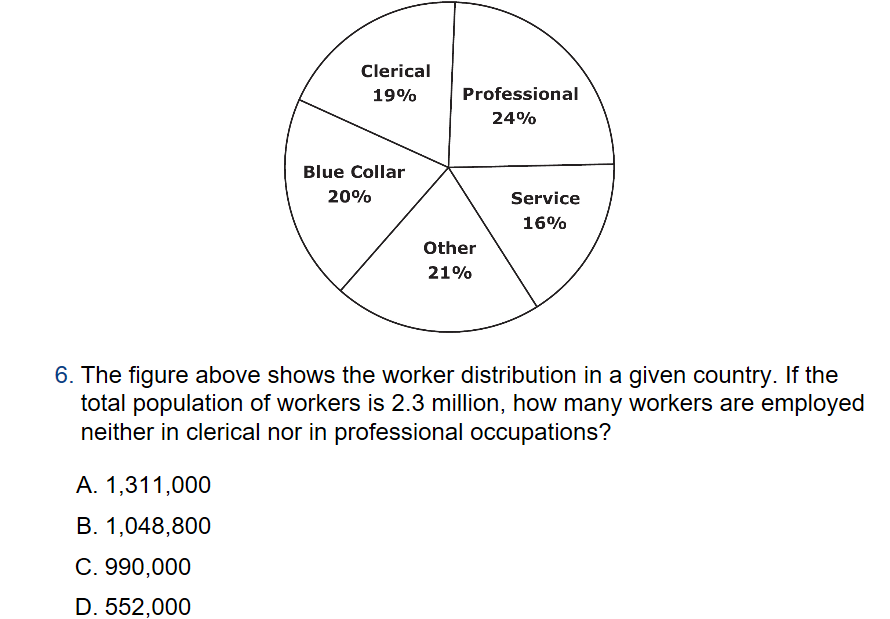 Clerical
19%
Professional
24%
Blue Collar
20%
Service
16%
Other
21%
6. The figure above shows the worker distribution in a given country. If the
total population of workers is 2.3 million, how many workers are employed
neither in clerical nor in professional occupations?
A. 1,311,000
B. 1,048,800
C. 990,000
D. 552,000